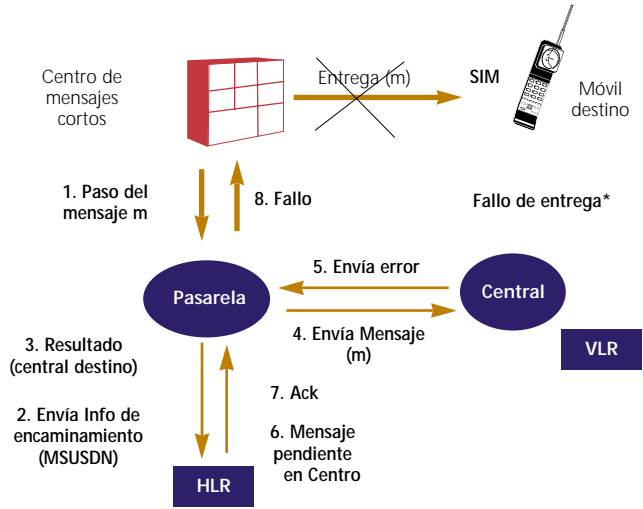 Centro de
mensajes
cortos
Entrega (m)
SIM
Móvil
destino
1. Paso del
mensaje m
8. Fallo
Fallo de entrega*
5. Envía error
Pasarela
Central
4. Envía Mensaje
(m)
VLR
3. Resultado
(central destino)
2. Envía Info de
encaminamiento
(MSUSDN)
7. Ack
6. Mensaje
pendiente
en Centro
HLR